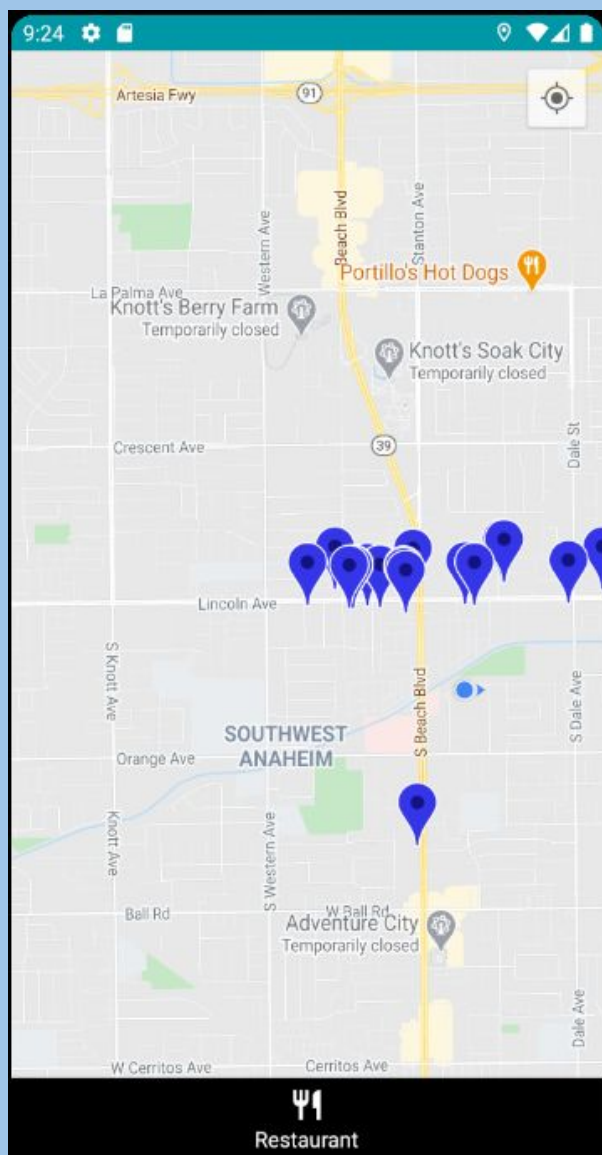 9:24
Artesia Fwy
91
Western Ave
Beach Blvd
Stanton Ave
Portillo's Hot Dogs
La Palma Ave
Knott's Berry Farm
Temporarily closed
Knott's Soak City
Temporarily closed
39
Crescent Ave
Dale St
Lincoln Ave
S Knott Ave
S Beach Blvd
S Dale Ave
SOUTHWEST
ANAHEIM
Orange Ave
Knott Ave
S Western Ave
Ball Rd
W Ball Rd
Adventure City
Temporarily closed
Dale Ave
W Cerritos Ave
Cerritos Ave
Restaurant